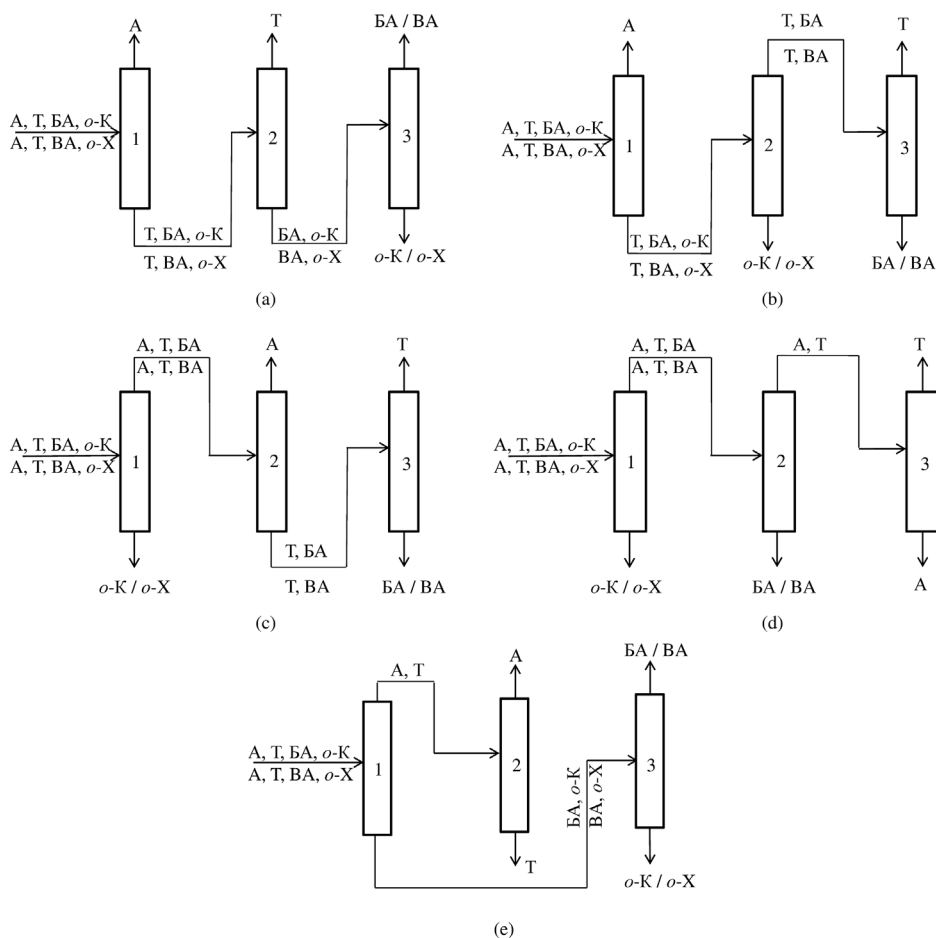 А
Т
БА / ВА
А, Т, БА, о-К
А, Т, ВА, о-Х
1
2
3
Т, БА, о-К
Т, ВА, о-Х
БА, о-К
ВА, о-Х
о-К / о-Х
(a)
А
Т, БА
Т, ВА
Т
А, Т, БА, о-К
А, Т, ВА, о-Х
1
2
3
Т, БА, о-К
Т, ВА, о-Х
о-К / о-Х
БА / ВА
(b)
А, Т, БА
А, Т, ВА
А
Т
А, Т, БА, о-К
А, Т, ВА, о-Х
1
2
3
Т, БА
Т, ВА
о-К / о-Х
БА / ВА
(c)
А, Т, БА
А, Т, ВА
А, Т
Т
А, Т, БА, о-К
А, Т, ВА, о-Х
1
2
3
о-К / о-Х
БА / ВА
А
(d)
А, Т
А
БА / ВА
А, Т, БА, о-К
А, Т, ВА, о-Х
1
2
3
БА, о-К
ВА, о-Х
Т
о-К / о-Х
(e)